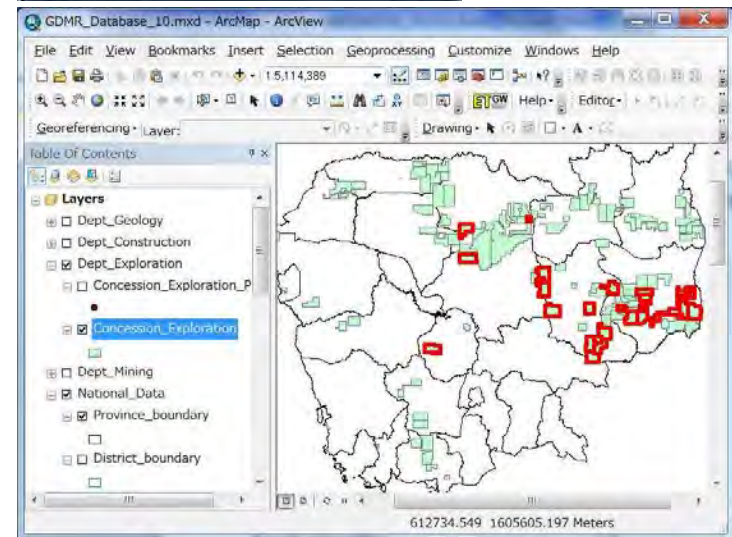 GDMR_Database_10.mxd - ArcMap - ArcView
File Edit View Bookmarks Insert Selection Geoprocessing Customize Windows Help
1:5,114,389
ET GW Help Editor
Georeferencing Layer: Drawing A
Table Of Contents
Layers
Dept_Geology
Dept_Construction
Dept_Exploration
Concession_Exploration_P
Concession_Exploration
Dept_Mining
National_Data
Province_boundary
District_boundary
612734.549 1605605.197 Meters